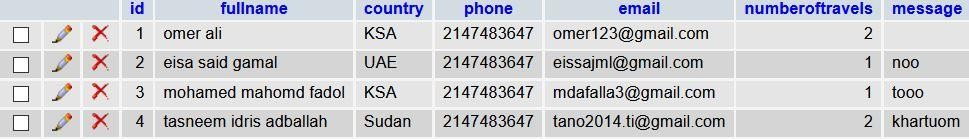 id fullname country phone email numberoftravels message
1 omer ali KSA 2147483647 omer123@gmail.com 2
2 eisa said gamal UAE 2147483647 eissajml@gmail.com 1 noo
3 mohamed mahomd fadol KSA 2147483647 mdafalla3@gmail.com 1 tooo
4 tasneem idris adballah Sudan 2147483647 tano2014.ti@gmail.com 2 khartuom